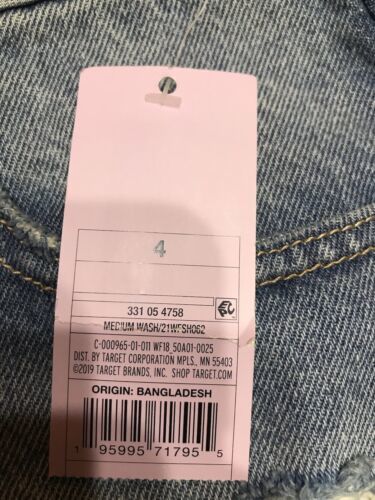 4
331 05 4758
MEDIUM WASH/21WFSH062
C-000965-01-011 WF18_50A01-0025
DIST. BY TARGET CORPORATION MPLS., MN 55403
©2019 TARGET BRANDS, INC. SHOP TARGET.COM
ORIGIN: BANGLADESH
1 95995 71795 5